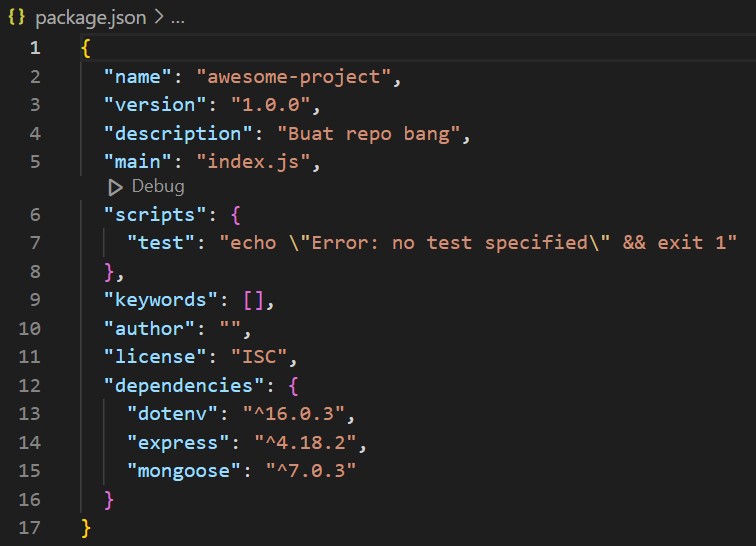 package.json > ...
1 {
2 "name": "awesome-project",
3 "version": "1.0.0",
4 "description": "Buat repo bang",
5 "main": "index.js",
Debug
6 "scripts": {
7 "test": "echo \"Error: no test specified\" && exit 1"
8 },
9 "keywords": [],
10 "author": "",
11 "license": "ISC",
12 "dependencies": {
13 "dotenv": "^16.0.3",
14 "express": "^4.18.2",
15 "mongoose": "^7.0.3"
16 }
17 }